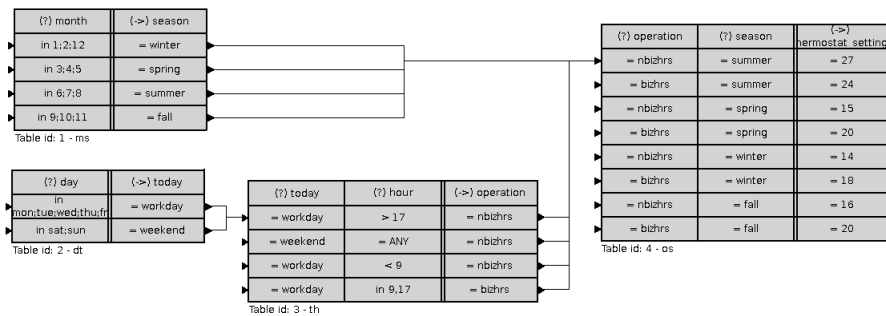 (?) month (->) season
in 1;2;12 = winter
in 3;4;5 = spring
in 6;7;8 = summer
in 9;10;11 = fall
Table id: 1 - ms
(?) day (->) today
in
mon;tue;wed;thu;fr = workday
in sat;sun = weekend
Table id: 2 - dt
(?) today (?) hour (->) operation
= workday > 17 = nbizhrs
= weekend = ANY = nbizhrs
= workday < 9 = nbizhrs
= workday in 9,17 = bizhrs
Table id: 3 - th
(?) operation (?) season (->)
hermostat_setting
= nbizhrs = summer = 27
= bizhrs = summer = 24
= nbizhrs = spring = 15
= bizhrs = spring = 20
= nbizhrs = winter = 14
= bizhrs = winter = 18
= nbizhrs = fall = 16
= bizhrs = fall = 20
Table id: 4 - os